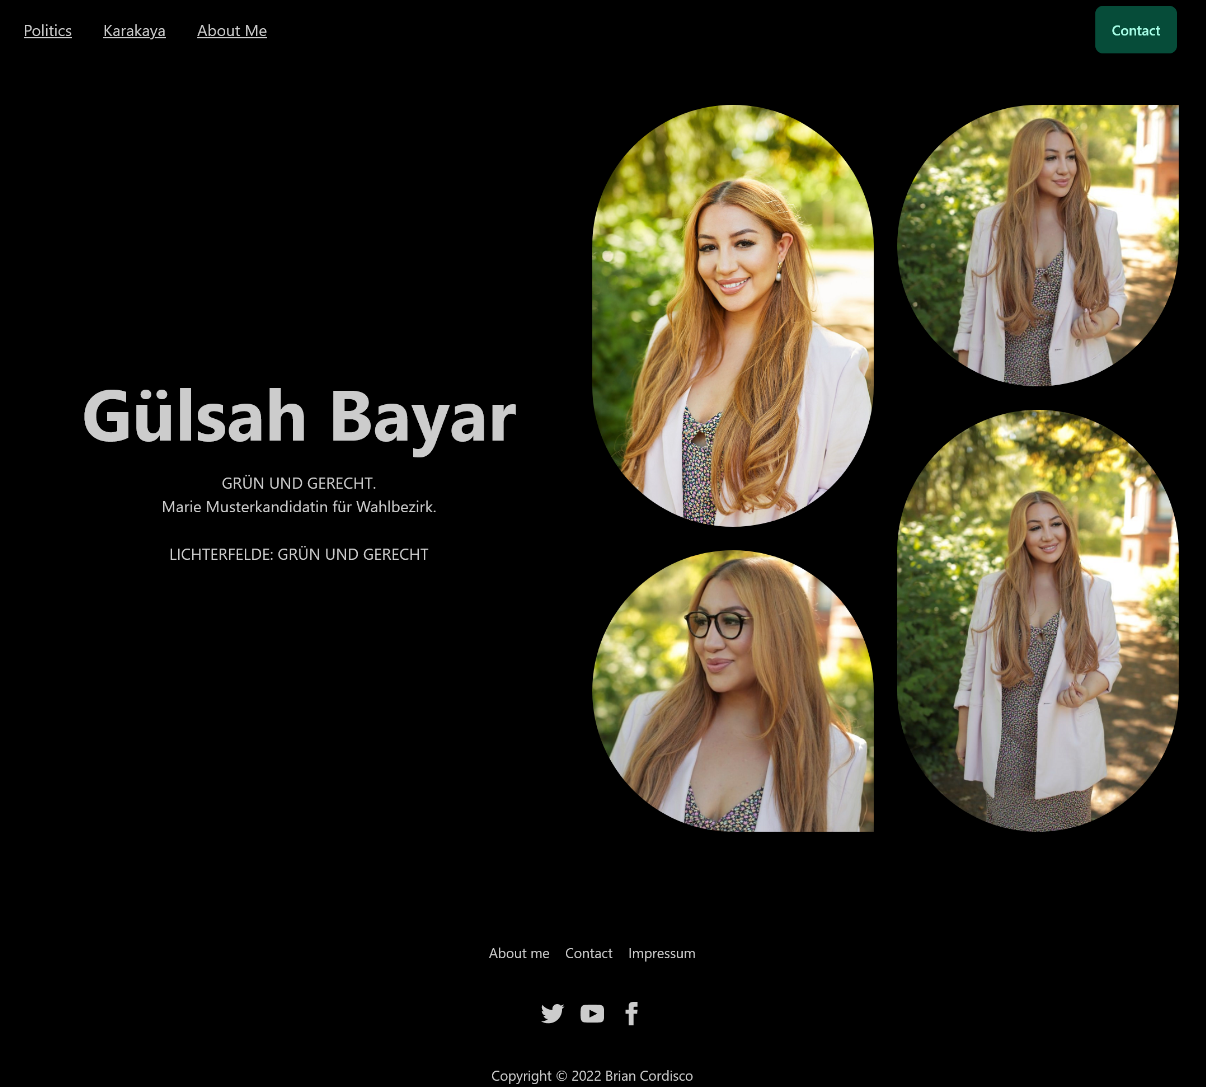 Politics Karakaya About Me Contact
Gülsah Bayar
GRÜN UND GERECHT.
Marie Musterkandidatin für Wahlbezirk.
LICHTERFELDE: GRÜN UND GERECHT
About me Contact Impressum
Copyright © 2022 Brian Cordisco